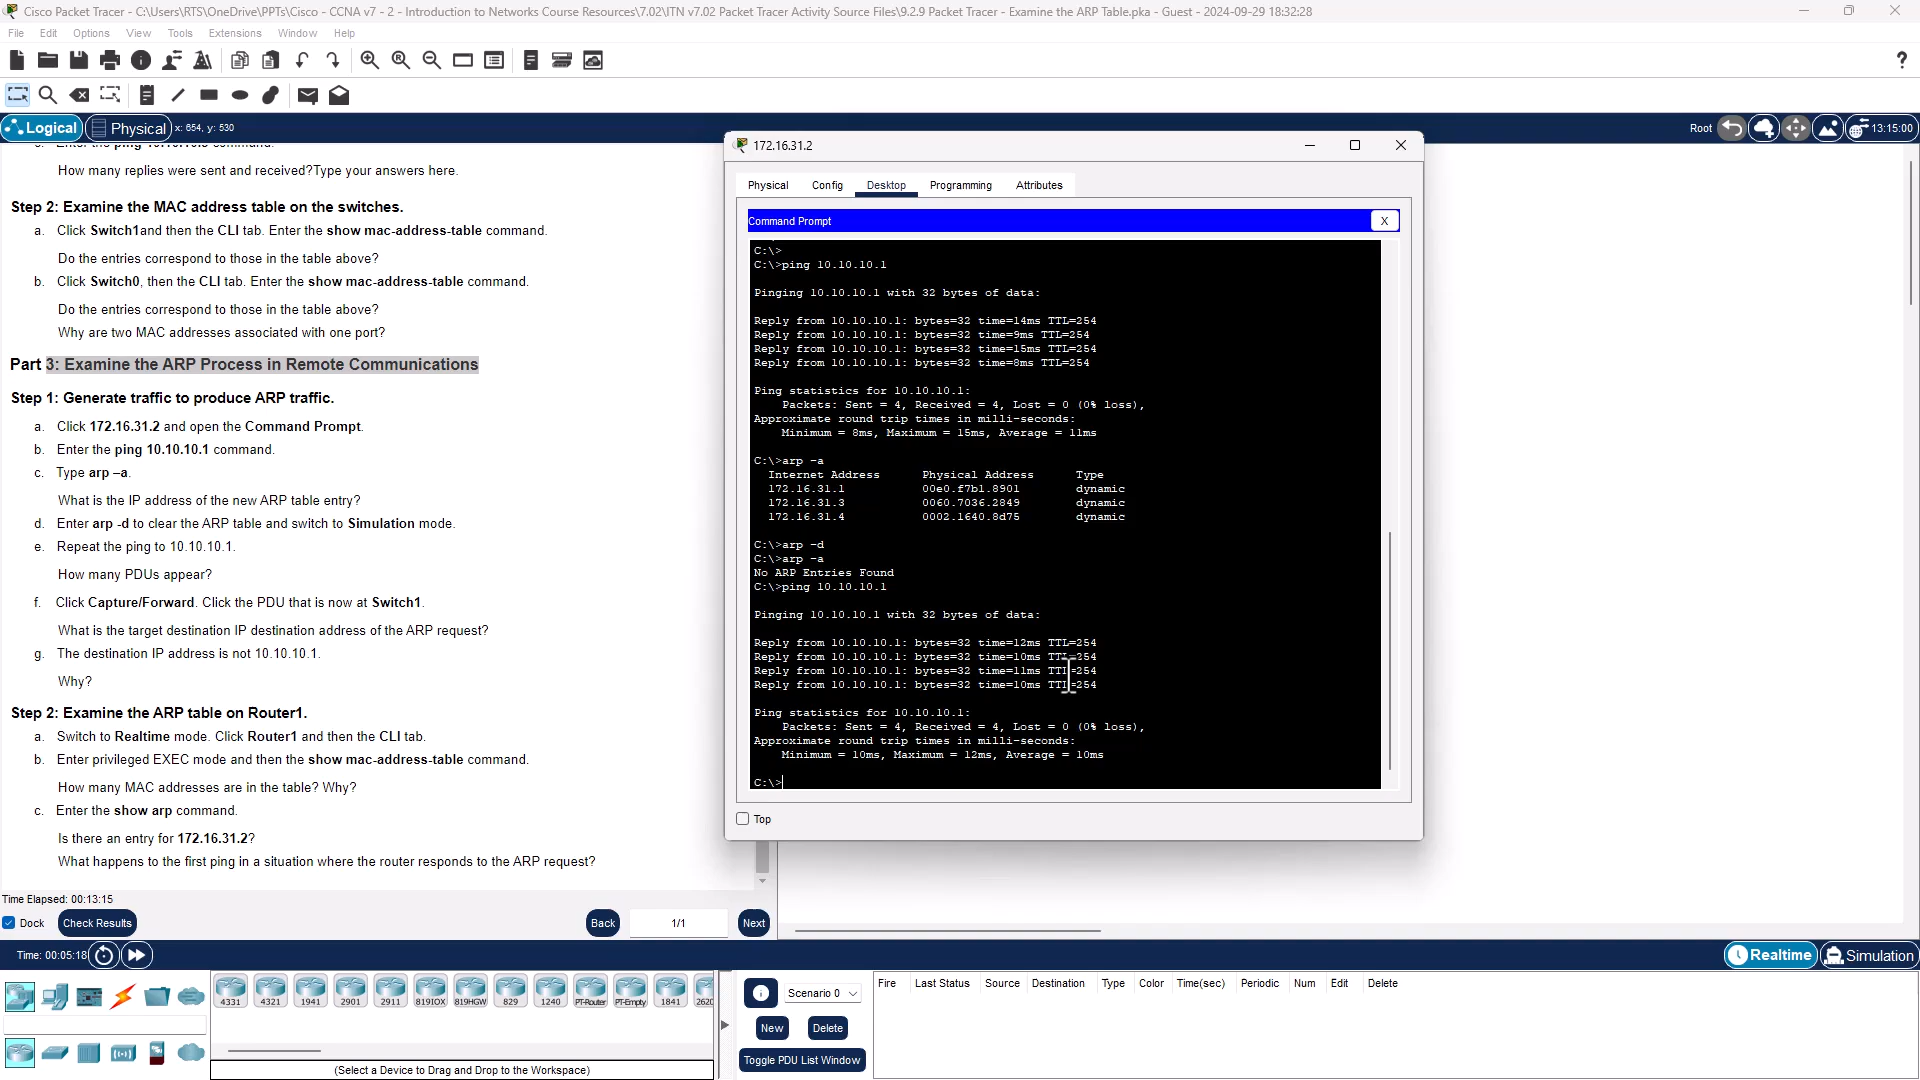 Cisco Packet Tracer - C:\Users\RTS\OneDrive\PPTs\Cisco - CCNA v7 - 2 - Introduction to Networks Course Resources\7.02\ITN v7.02 Packet Tracer Activity Source Files\9.2.9 Packet Tracer - Examine the ARP Table.pka - Guest - 2024-09-29 18:32:28
File Edit Options View Tools Extensions Window Help
Logical Physical x: 654, y: 530
Root 13:15:00
How many replies were sent and received?Type your answers here.
Step 2: Examine the MAC address table on the switches.
a. Click Switch1and then the CLI tab. Enter the show mac-address-table command.
Do the entries correspond to those in the table above?
b. Click Switch0, then the CLI tab. Enter the show mac-address-table command.
Do the entries correspond to those in the table above?
Why are two MAC addresses associated with one port?
Part 3: Examine the ARP Process in Remote Communications
Step 1: Generate traffic to produce ARP traffic.
a. Click 172.16.31.2 and open the Command Prompt.
b. Enter the ping 10.10.10.1 command.
c. Type arp –a.
What is the IP address of the new ARP table entry?
d. Enter arp -d to clear the ARP table and switch to Simulation mode.
e. Repeat the ping to 10.10.10.1.
How many PDUs appear?
f. Click Capture/Forward. Click the PDU that is now at Switch1.
What is the target destination IP destination address of the ARP request?
g. The destination IP address is not 10.10.10.1.
Why?
Step 2: Examine the ARP table on Router1.
a. Switch to Realtime mode. Click Router1 and then the CLI tab.
b. Enter privileged EXEC mode and then the show mac-address-table command.
How many MAC addresses are in the table? Why?
c. Enter the show arp command.
Is there an entry for 172.16.31.2?
What happens to the first ping in a situation where the router responds to the ARP request?
Time Elapsed: 00:13:15
Dock Check Results Back 1/1 Next
172.16.31.2
Physical Config Desktop Programming Attributes
Command Prompt X
C:\>
C:\>ping 10.10.10.1
Pinging 10.10.10.1 with 32 bytes of data:
Reply from 10.10.10.1: bytes=32 time=14ms TTL=254
Reply from 10.10.10.1: bytes=32 time=9ms TTL=254
Reply from 10.10.10.1: bytes=32 time=15ms TTL=254
Reply from 10.10.10.1: bytes=32 time=8ms TTL=254
Ping statistics for 10.10.10.1:
Packets: Sent = 4, Received = 4, Lost = 0 (0% loss),
Approximate round trip times in milli-seconds:
Minimum = 8ms, Maximum = 15ms, Average = 11ms
C:\>arp -a
Internet Address Physical Address Type
172.16.31.1 00e0.f7b1.8901 dynamic
172.16.31.3 0060.7036.2849 dynamic
172.16.31.4 0002.1640.8d75 dynamic
C:\>arp -d
C:\>arp -a
No ARP Entries Found
C:\>ping 10.10.10.1
Pinging 10.10.10.1 with 32 bytes of data:
Reply from 10.10.10.1: bytes=32 time=12ms TTL=254
Reply from 10.10.10.1: bytes=32 time=10ms TTL=254
Reply from 10.10.10.1: bytes=32 time=11ms TTL=254
Reply from 10.10.10.1: bytes=32 time=10ms TTL=254
Ping statistics for 10.10.10.1:
Packets: Sent = 4, Received = 4, Lost = 0 (0% loss),
Approximate round trip times in milli-seconds:
Minimum = 10ms, Maximum = 12ms, Average = 10ms
C:\>
Top
Time: 00:05:18
Realtime Simulation
4331 4321 1941 2901 2911 819IOX 819HGW 829 1240 PT-Router PT-Empty 1841 2620
(Select a Device to Drag and Drop to the Workspace)
Scenario 0
New Delete
Toggle PDU List Window
Fire Last Status Source Destination Type Color Time(sec) Periodic Num Edit Delete